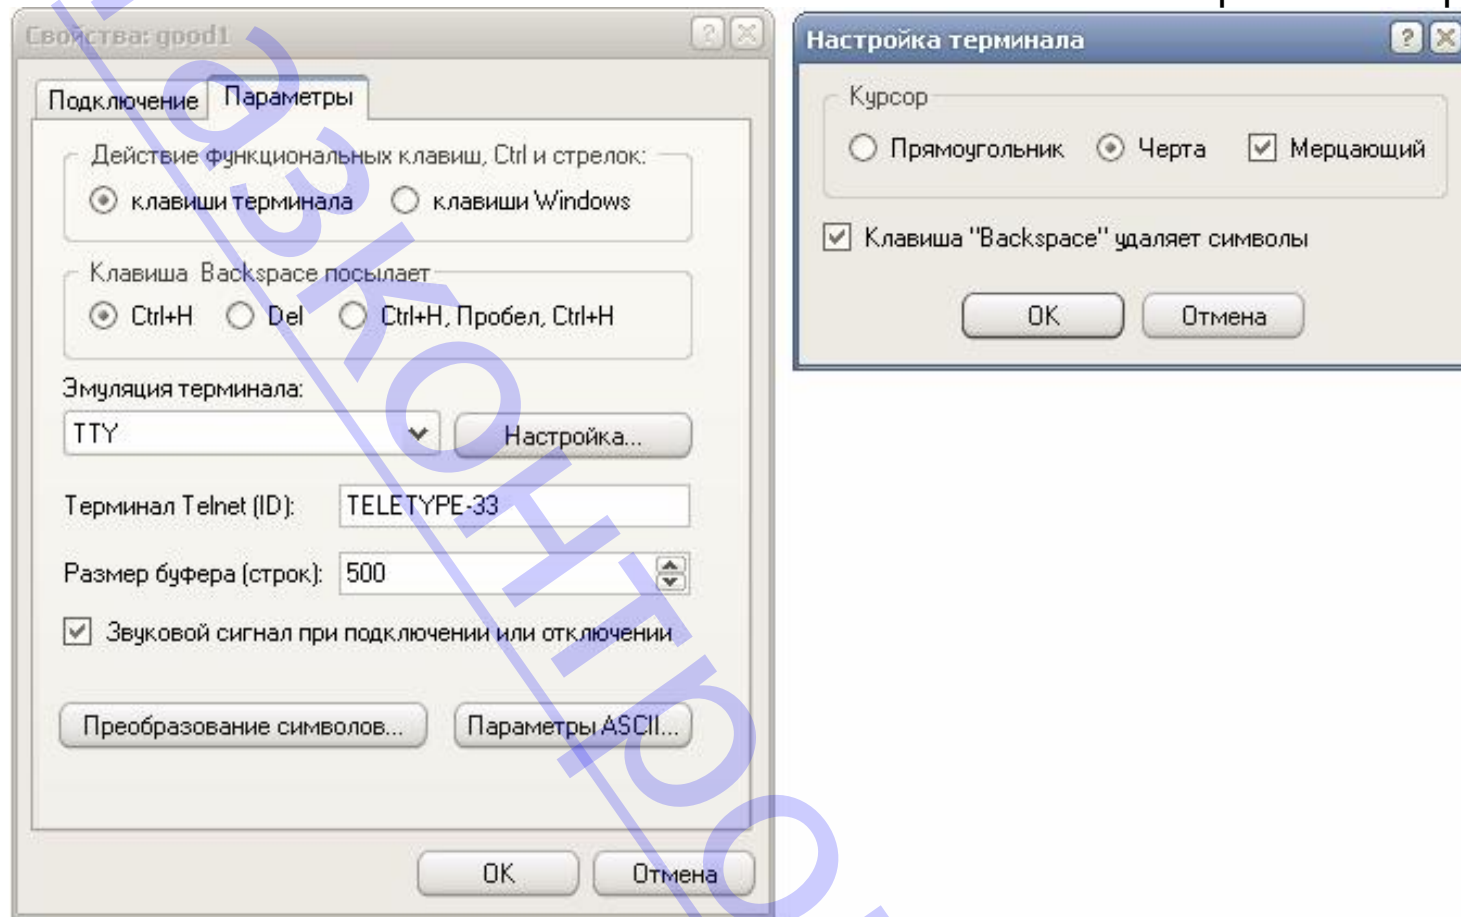 Свойства: good1
Подключение
Параметры
Действие функциональных клавиш, Ctrl и стрелок:
клавиши терминала
клавиши Windows
Клавиша Backspace посылает
Ctrl+H
Del
Ctrl+H, Пробел, Ctrl+H
Эмуляция терминала:
TTY
Настройка...
Терминал Telnet (ID):
TELETYPE-33
Размер буфера (строк):
500
Звуковой сигнал при подключении или отключении
Преобразование символов...
Параметры ASCII...
OK
Отмена
Настройка терминала
Курсор
Прямоугольник
Черта
Мерцающий
Клавиша "Backspace" удаляет символы
OK
Отмена